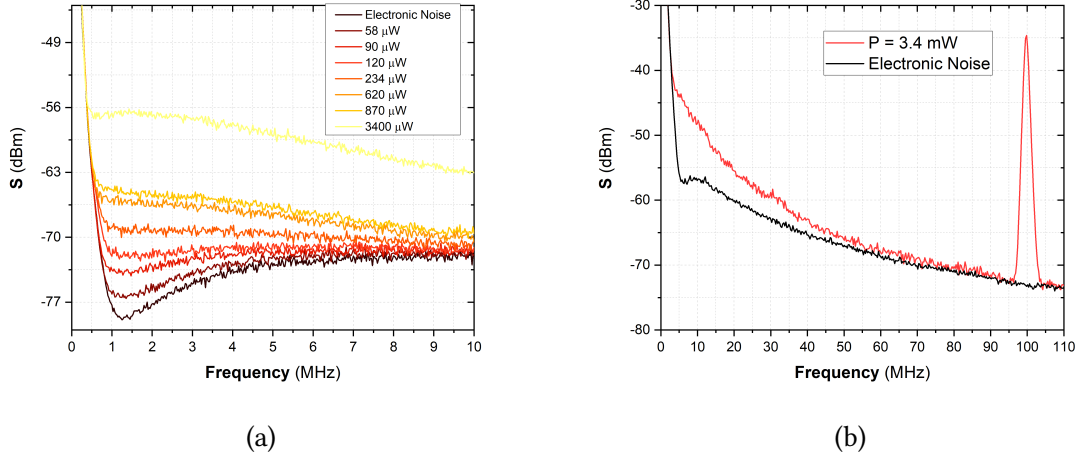 -49
-56
-63
-70
-77
S (dBm)
0 1 2 3 4 5 6 7 8 9 10
Frequency (MHz)
Electronic Noise
58 μW
90 μW
120 μW
234 μW
620 μW
870 μW
3400 μW
(a)
-30
-40
-50
-60
-70
-80
S (dBm)
0 10 20 30 40 50 60 70 80 90 100 110
Frequency (MHz)
P = 3.4 mW
Electronic Noise
(b)